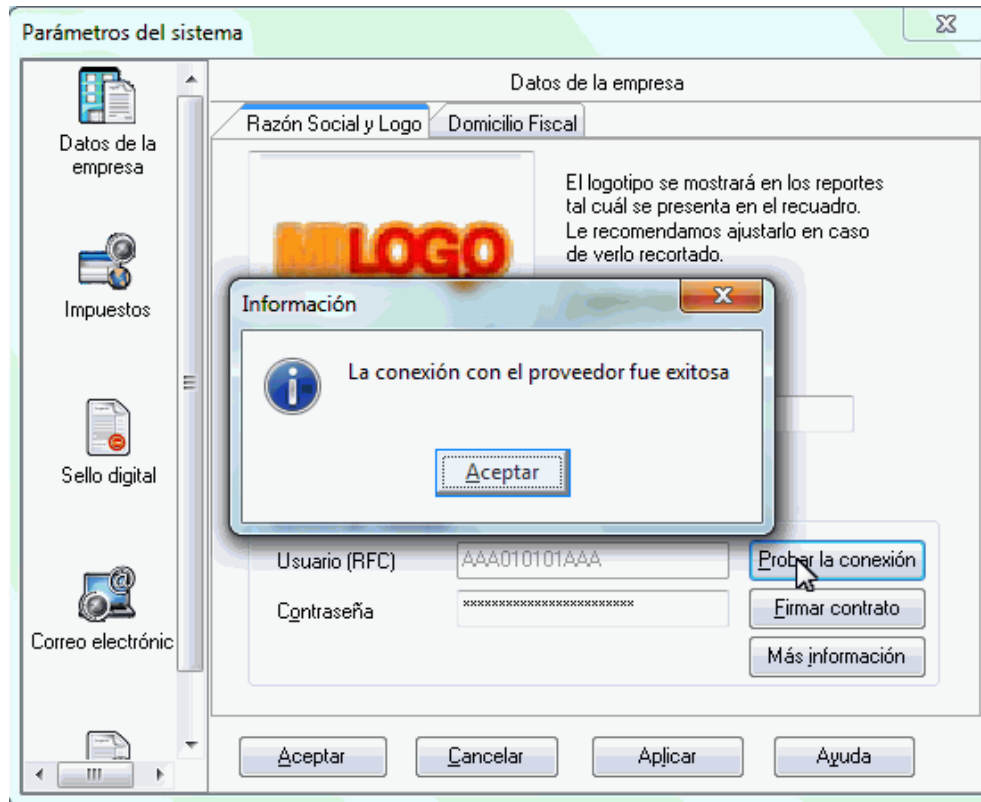 Parámetros del sistema
Datos de la
empresa
Impuestos
Sello digital
Correo electrónic
Datos de la empresa
Razón Social y Logo
Domicilio Fiscal
MI LOGO
El logotipo se mostrará en los reportes
tal cuál se presenta en el recuadro.
Le recomendamos ajustarlo en caso
de verlo recortado.
Información
La conexión con el proveedor fue exitosa
Aceptar
Usuario (RFC)
AAA010101AAA
Probar la conexión
Contraseña
************************
Firmar contrato
Más información
Aceptar
Cancelar
Aplicar
Ayuda